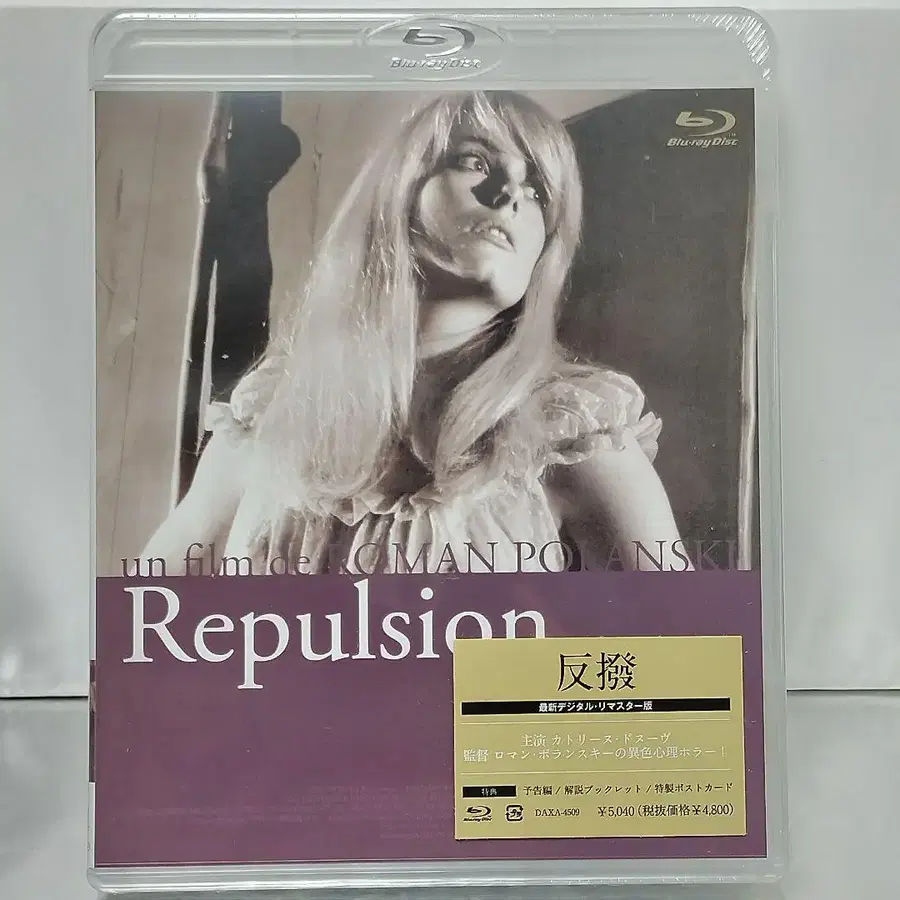 Blu-ray Disc
Blu-ray Disc
un film de ROMAN POLANSKI
Repulsion
反撥
最新デジタル・リマスター版
主演 カトリーヌ・ドヌーヴ
監督 ロマン・ポランスキーの異色心理ホラー!
特典 予告編 / 解説ブックレット / 特製ポストカード
Blu-ray Disc DAXA-4509 ¥5,040 (税抜価格¥4,800)